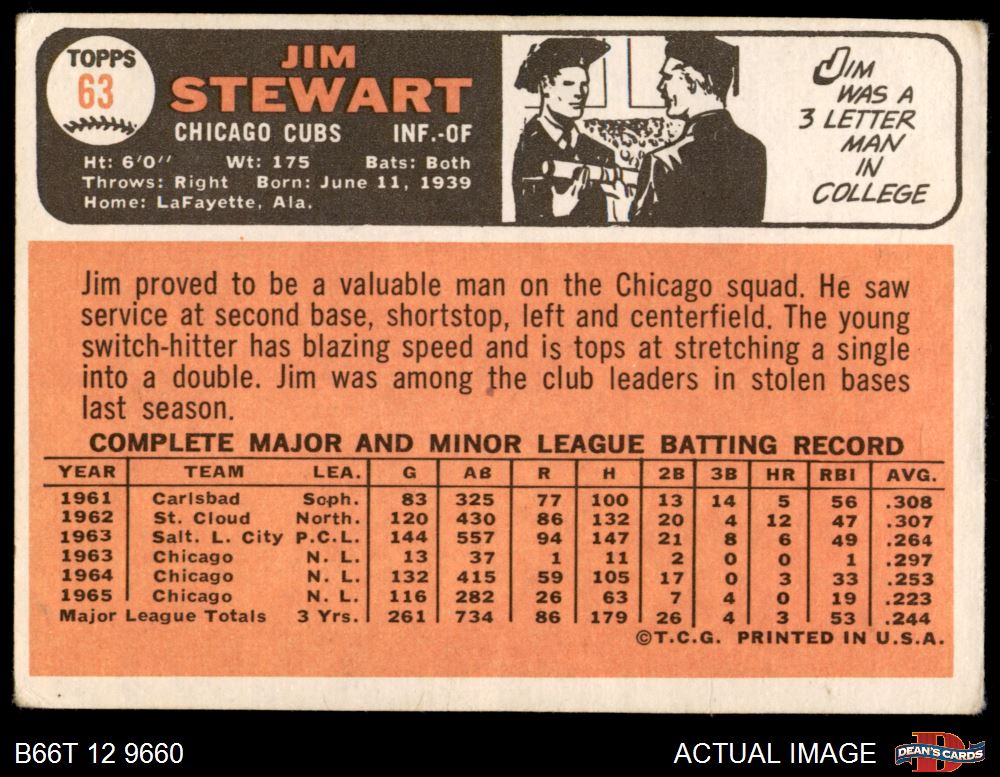 TOPPS
63
JIM
STEWART
CHICAGO CUBS INF.-OF
Ht: 6'0" Wt: 175 Bats: Both
Throws: Right Born: June 11, 1939
Home: LaFayette, Ala.
JIM
WAS A
3 LETTER
MAN
IN
COLLEGE
Jim proved to be a valuable man on the Chicago squad. He saw
service at second base, shortstop, left and centerfield. The young
switch-hitter has blazing speed and is tops at stretching a single
into a double. Jim was among the club leaders in stolen bases
last season.
COMPLETE MAJOR AND MINOR LEAGUE BATTING RECORD
YEAR TEAM LEA. G AB R H 2B 3B HR RBI AVG.
1961 Carlsbad Soph. 83 325 77 100 13 14 5 56 .308
1962 St. Cloud North. 120 430 86 132 20 4 12 47 .307
1963 Salt. L. City P.C.L. 144 557 94 147 21 8 6 49 .264
1963 Chicago N. L. 13 37 1 11 2 0 0 1 .297
1964 Chicago N. L. 132 415 59 105 17 0 3 33 .253
1965 Chicago N. L. 116 282 26 63 7 4 0 19 .223
Major League Totals 3 Yrs. 261 734 86 179 26 4 3 53 .244
©T.C.G. PRINTED IN U.S.A.
B66T 12 9660 ACTUAL IMAGE DEAN'S CARDS